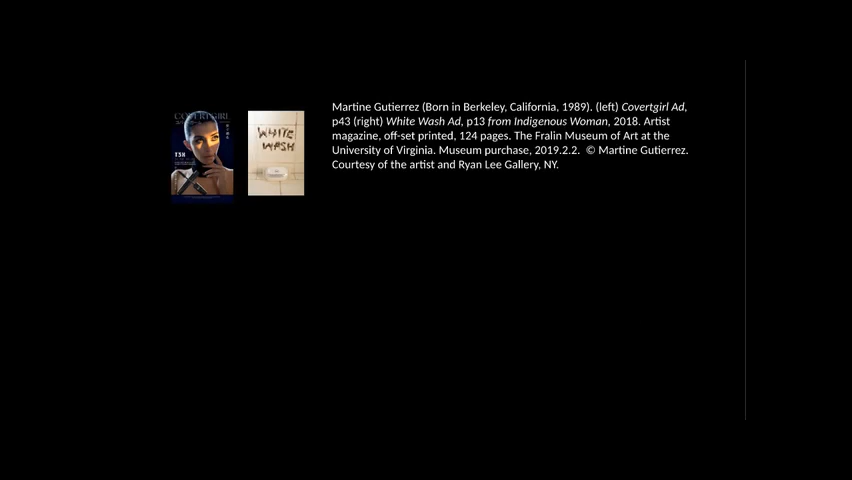 COVERTGIRL
TSK
WHITE
WASH
Martine Gutierrez (Born in Berkeley, California, 1989). (left) Covertgirl Ad,
p43 (right) White Wash Ad, p13 from Indigenous Woman, 2018. Artist
magazine, off-set printed, 124 pages. The Fralin Museum of Art at the
University of Virginia. Museum purchase, 2019.2.2.  © Martine Gutierrez.
Courtesy of the artist and Ryan Lee Gallery, NY.